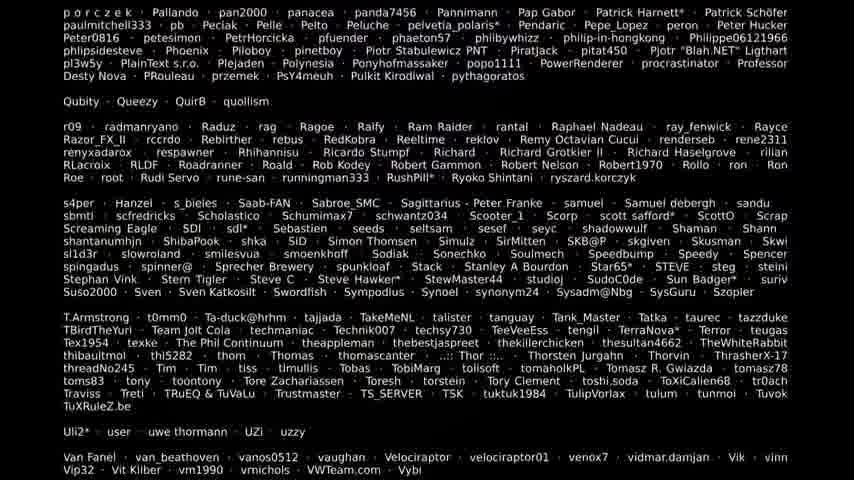 p o r c z e k · Pallando · pan2000 · panacea · panda7456 · Pannimann · Pap Gabor · Patrick Harnett* · Patrick Schöfer
paulmitchell333 · pb · Peciak · Pelle · Pelto · Peluche · pelvetia_polaris* · Pendaric · Pepe_Lopez · peron · Peter Hucker
Peter0816 · petesimon · PetrHorcicka · pfuender · phaeton57 · philbywhizz · philip-in-hongkong · Philippe06121966
phlipsidesteve · Phoenix · Piloboy · pinetboy · Piotr Stabulewicz PNT · PiratJack · pitat450 · Pjotr "Blah.NET" Ligthart
pl3w5y · PlainText s.r.o. · Plejaden · Polynesia · Ponyhofmassaker · popo1111 · PowerRenderer · procrastinator · Professor
Desty Nova · PRouleau · przemek · PsY4meuh · Pulkit Kirodiwal · pythagoratos
Qubity · Queezy · QuirB · quollism
r09 · radmanryano · Raduz · rag · Ragoe · Ralfy · Ram Raider · rantal · Raphael Nadeau · ray_fenwick · Rayce
Razor_FX_II · rccrdo · Rebirther · rebus · RedKobra · Reeltime · reklov · Remy Octavian Cucui · renderseb · rene2311
renyxadarox · respawner · Rhihannisu · Ricardo Stumpf · Richard · Richard Grotkier II · Richard Haselgrove · rilian
RLacroix · RLDF · Roadranner · Roald · Rob Kodey · Robert Gammon · Robert Nelson · Robert1970 · Rollo · ron · Ron
Roe · root · Rudi Servo · rune-san · runningman333 · RushPill* · Ryoko Shintani · ryszard.korczyk
s4per · Hanzel · s_bieles · Saab-FAN · Sabroe_SMC · Sagittarius - Peter Franke · samuel · Samuel debergh · sandu
sbmtl · scfredricks · Scholastico · Schumimax7 · schwantz034 · Scooter_1 · Scorp · scott safford* · ScottO · Scrap
Screaming Eagle · SDI · sdl* · Sebastien · seeds · seltsam · sesef · seyc · shadowwulf · Shaman · Shann
shantanumhjn · ShibaPook · shka · SiD · Simon Thomsen · Simulz · SirMitten · SKB@P · skgiven · Skusman · Skwi
sl1d3r · slowroland · smilesvua · smoenkhoff · Sodiak · Sonechko · Soulmech · Speedbump · Speedy · Spencer
spingadus · spinner@ · Sprecher Brewery · spunkloaf · Stack · Stanley A Bourdon · Star65* · STE\/E · steg · steini
Stephan Vink · Stern Tigler · Steve C · Steve Hawker* · StewMaster44 · studioj · SudoC0de · Sun Badger* · suriv
Suso2000 · Sven · Sven Katkosilt · Swordfish · Sympodius · Synoel · synonym24 · Sysadm@Nbg · SysGuru · Szopler
T.Armstrong · t0mm0 · Ta-duck@hrhm · tajjada · TakeMeNL · talister · tanguay · Tank_Master · Tatka · taurec · tazzduke
TBirdTheYuri · Team Jolt Cola · techmaniac · Technik007 · techsy730 · TeeVeeEss · tengil · TerraNova* · Terror · teugas
Tex1954 · texke · The Phil Continuum · theappleman · thebestjaspreet · thekillerchicken · thesultan4662 · TheWhiteRabbit
thibaultmol · thi5282 · thom · Thomas · thomascanter · ..:: Thor ::.. · Thorsten Jurgahn · Thorvin · ThrasherX-17
threadNo245 · Tim · Tim · tiss · tlmullis · Tobas · TobiMarg · toiisoft · tomaholkPL · Tomasz R. Gwiazda · tomasz78
toms83 · tony · toontony · Tore Zachariassen · Toresh · torstein · Tory Clement · toshi.soda · ToXiCalien68 · tr0ach
Traviss · Treti · TRuEQ & TuVaLu · Trustmaster · TS_SERVER · TSK · tuktuk1984 · TulipVorlax · tulum · tunmoi · Tuvok
TuXRuleZ.be
Uli2* · user · uwe thormann · UZi · uzzy
Van Fanel · van_beathoven · vanos0512 · vaughan · Velociraptor · velociraptor01 · venox7 · vidmar.damjan · Vik · vinn
Vip32 · Vit Kliber · vm1990 · vmichols · VWTeam.com · Vybi